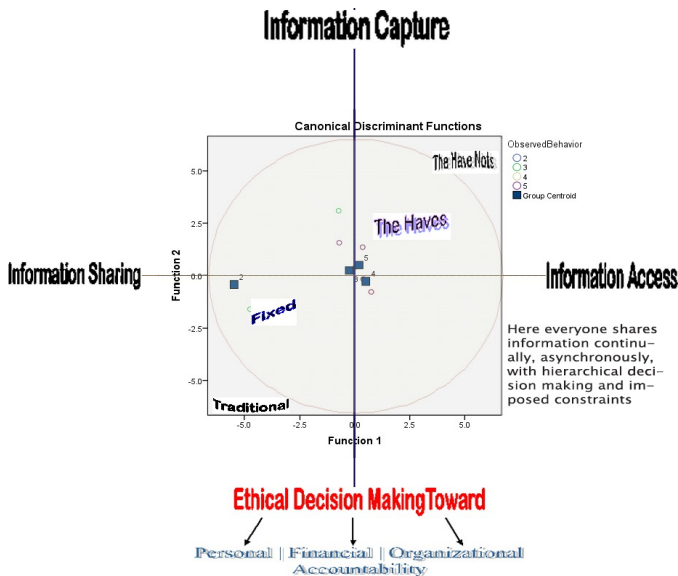 Information Capture
Canonical Discriminant Functions
ObservedBehavior
2
3
4
5
Group Centroid
The Have Nots
The Haves
5.0
2.5
0.0
-2.5
-5.0
Function 2
Information Sharing
Information Access
2
5
3
4
Fixed
Traditional
Here everyone shares
information continu-
ally, asynchronously,
with hierarchical deci-
sion making and im-
posed constraints
-5.0
-2.5
0.0
2.5
5.0
Function 1
Ethical Decision MakingToward
Personal | Financial | Organizational
Accountability